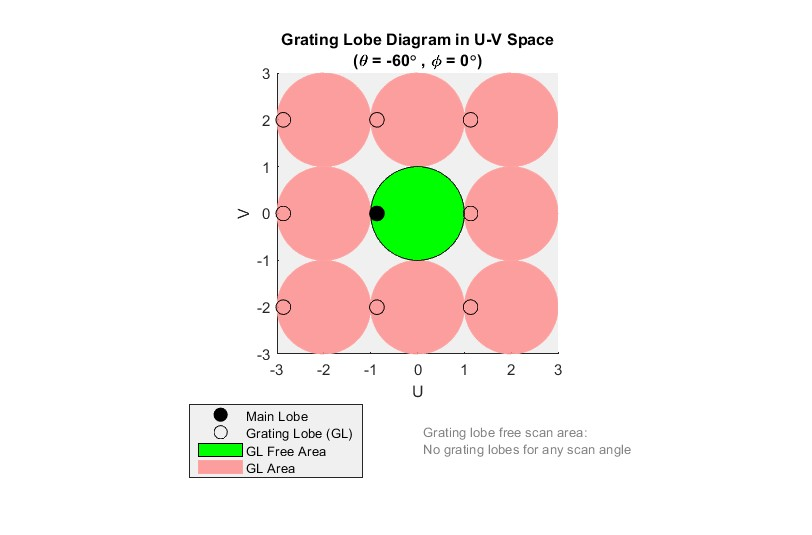 Grating Lobe Diagram in U-V Space
(θ = -60° , ϕ = 0°)
3
2
1
0
-1
-2
-3
V
-3 -2 -1 0 1 2 3
U
Main Lobe
Grating Lobe (GL)
GL Free Area
GL Area
Grating lobe free scan area:
No grating lobes for any scan angle